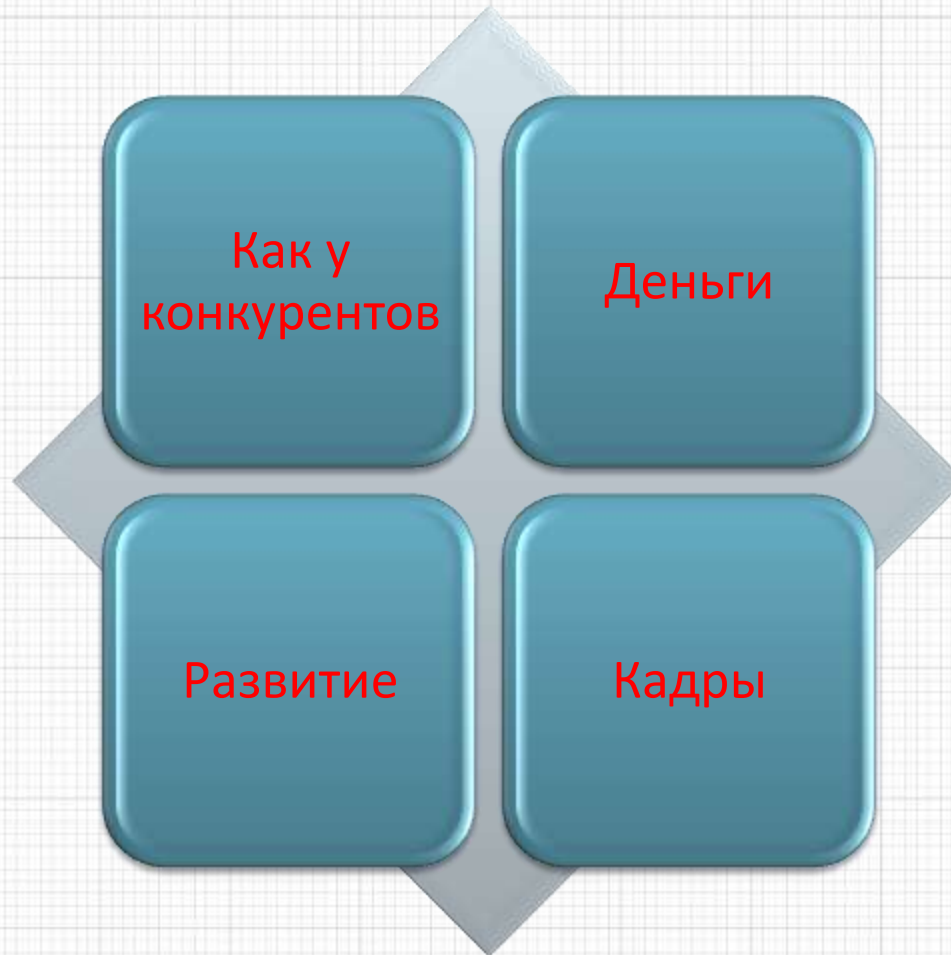 Как у
конкурентов
Деньги
Развитие
Кадры